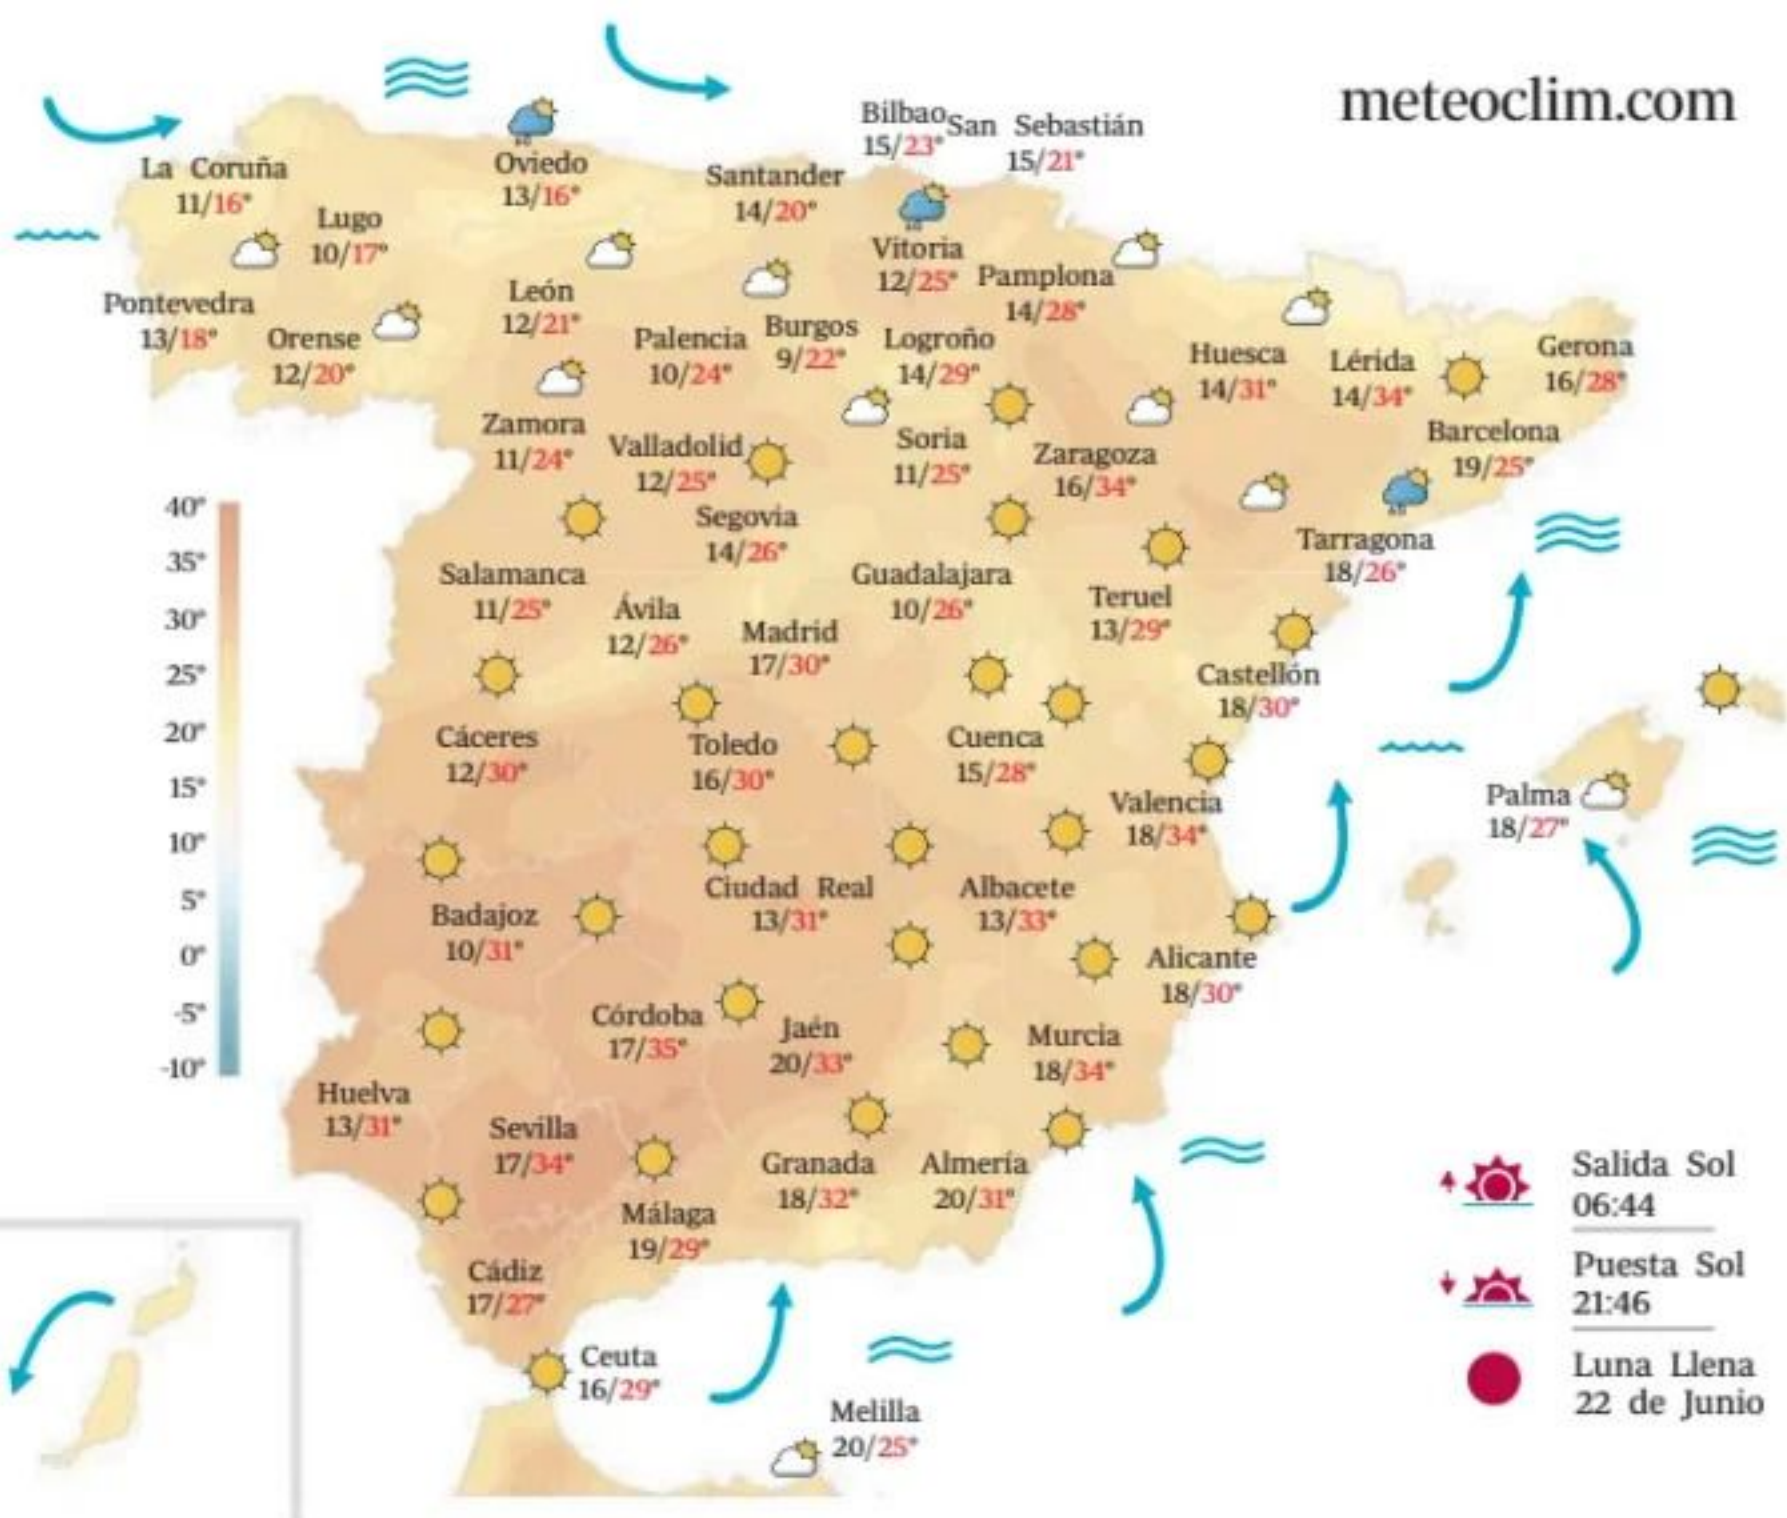 meteoclim.com
Bilbao
15/23°
San Sebastián
15/21°
La Coruña
11/16°
Oviedo
13/16°
Santander
14/20°
Lugo
10/17°
Vitoria
12/25°
Pamplona
14/28°
Pontevedra
13/18°
Orense
12/20°
León
12/21°
Palencia
10/24°
Burgos
9/22°
Logroño
14/29°
Huesca
14/31°
Lérida
14/34°
Gerona
16/28°
Zamora
11/24°
Valladolid
12/25°
Soria
11/25°
Zaragoza
16/34°
Barcelona
19/25°
Segovia
14/26°
Tarragona
18/26°
Salamanca
11/25°
Ávila
12/26°
Madrid
17/30°
Guadalajara
10/26°
Teruel
13/29°
Castellón
18/30°
Cáceres
12/30°
Toledo
16/30°
Cuenca
15/28°
Valencia
18/34°
Palma
18/27°
Badajoz
10/31°
Ciudad Real
13/31°
Albacete
13/33°
Alicante
18/30°
Córdoba
17/35°
Jaén
20/33°
Murcia
18/34°
Huelva
13/31°
Sevilla
17/34°
Granada
18/32°
Almería
20/31°
Málaga
19/29°
Cádiz
17/27°
Ceuta
16/29°
Melilla
20/25°
40°
35°
30°
25°
20°
15°
10°
5°
0°
-5°
-10°
Salida Sol
06:44
Puesta Sol
21:46
Luna Llena
22 de Junio